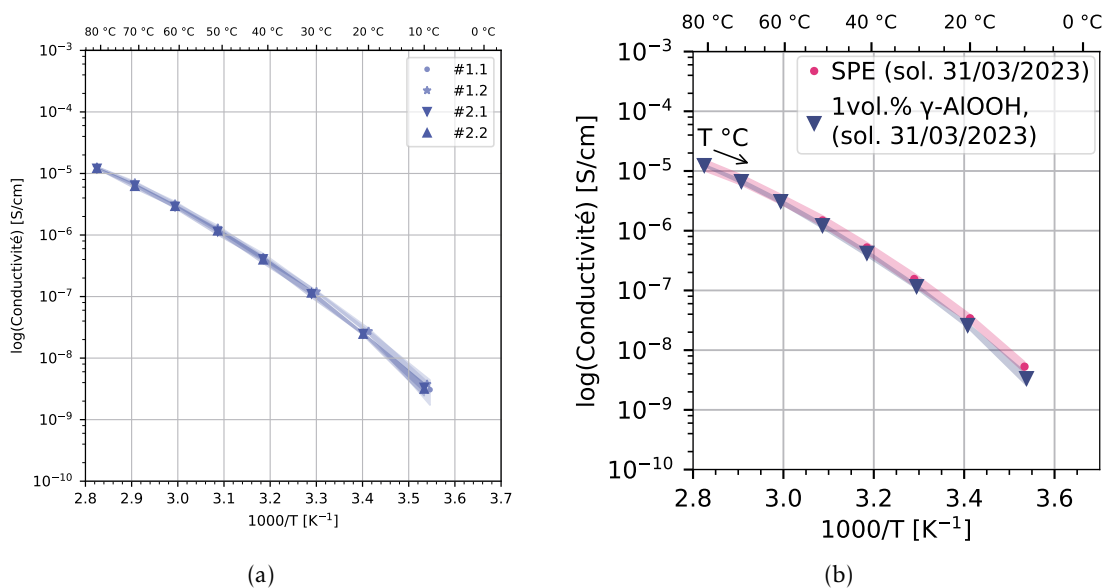 80 °C 70 °C 60 °C 50 °C 40 °C 30 °C 20 °C 10 °C 0 °C
10⁻³
10⁻⁴
10⁻⁵
10⁻⁶
10⁻⁷
10⁻⁸
10⁻⁹
10⁻¹⁰
log(Conductivité) [S/cm]
#1.1
#1.2
#2.1
#2.2
2.8 2.9 3.0 3.1 3.2 3.3 3.4 3.5 3.6 3.7
1000/T [K⁻¹]
(a)
80 °C 60 °C 40 °C 20 °C 0 °C
10⁻³
10⁻⁴
10⁻⁵
10⁻⁶
10⁻⁷
10⁻⁸
10⁻⁹
10⁻¹⁰
log(Conductivité) [S/cm]
SPE (sol. 31/03/2023)
1vol.% γ-AlOOH,
(sol. 31/03/2023)
T °C
2.8 3.0 3.2 3.4 3.6
1000/T [K⁻¹]
(b)